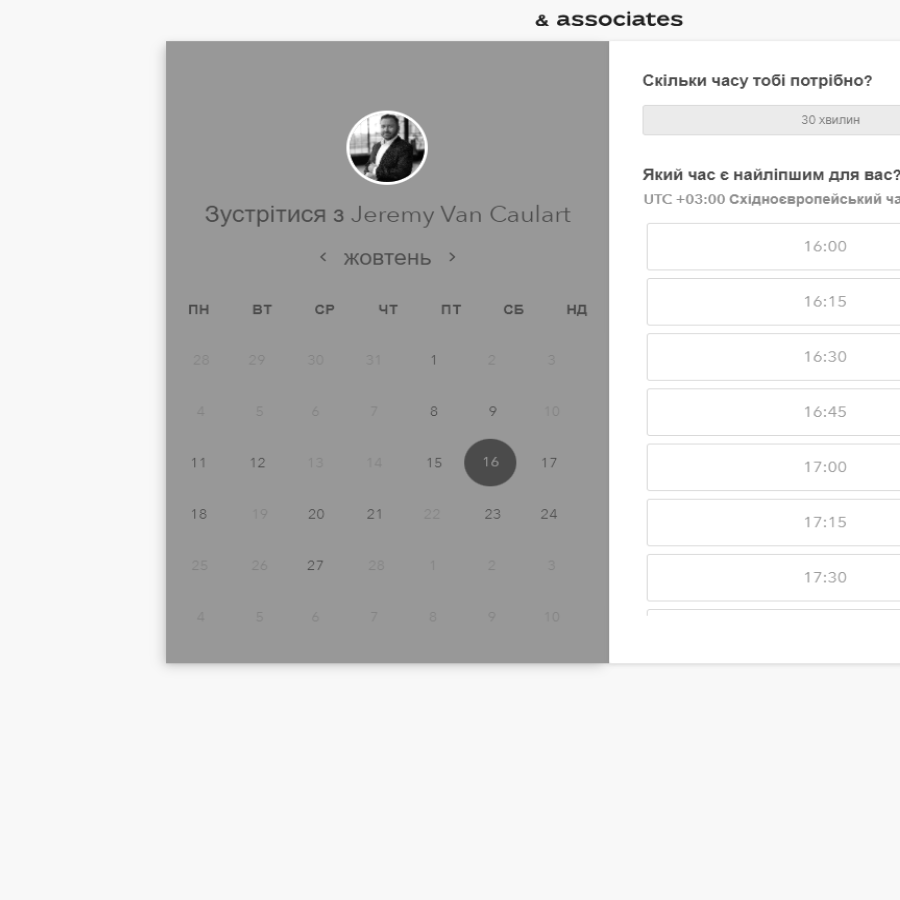 & associates
Зустрітися з Jeremy Van Caulart
жовтень
ПН ВТ СР ЧТ ПТ СБ НД
28 29 30 31 1 2 3
4 5 6 7 8 9 10
11 12 13 14 15 16 17
18 19 20 21 22 23 24
25 26 27 28 1 2 3
4 5 6 7 8 9 10
Скільки часу тобі потрібно?
30 хвилин
Який час є найліпшим для вас?
UTC +03:00 Східноєвропейський
16:00
16:15
16:30
16:45
17:00
17:15
17:30